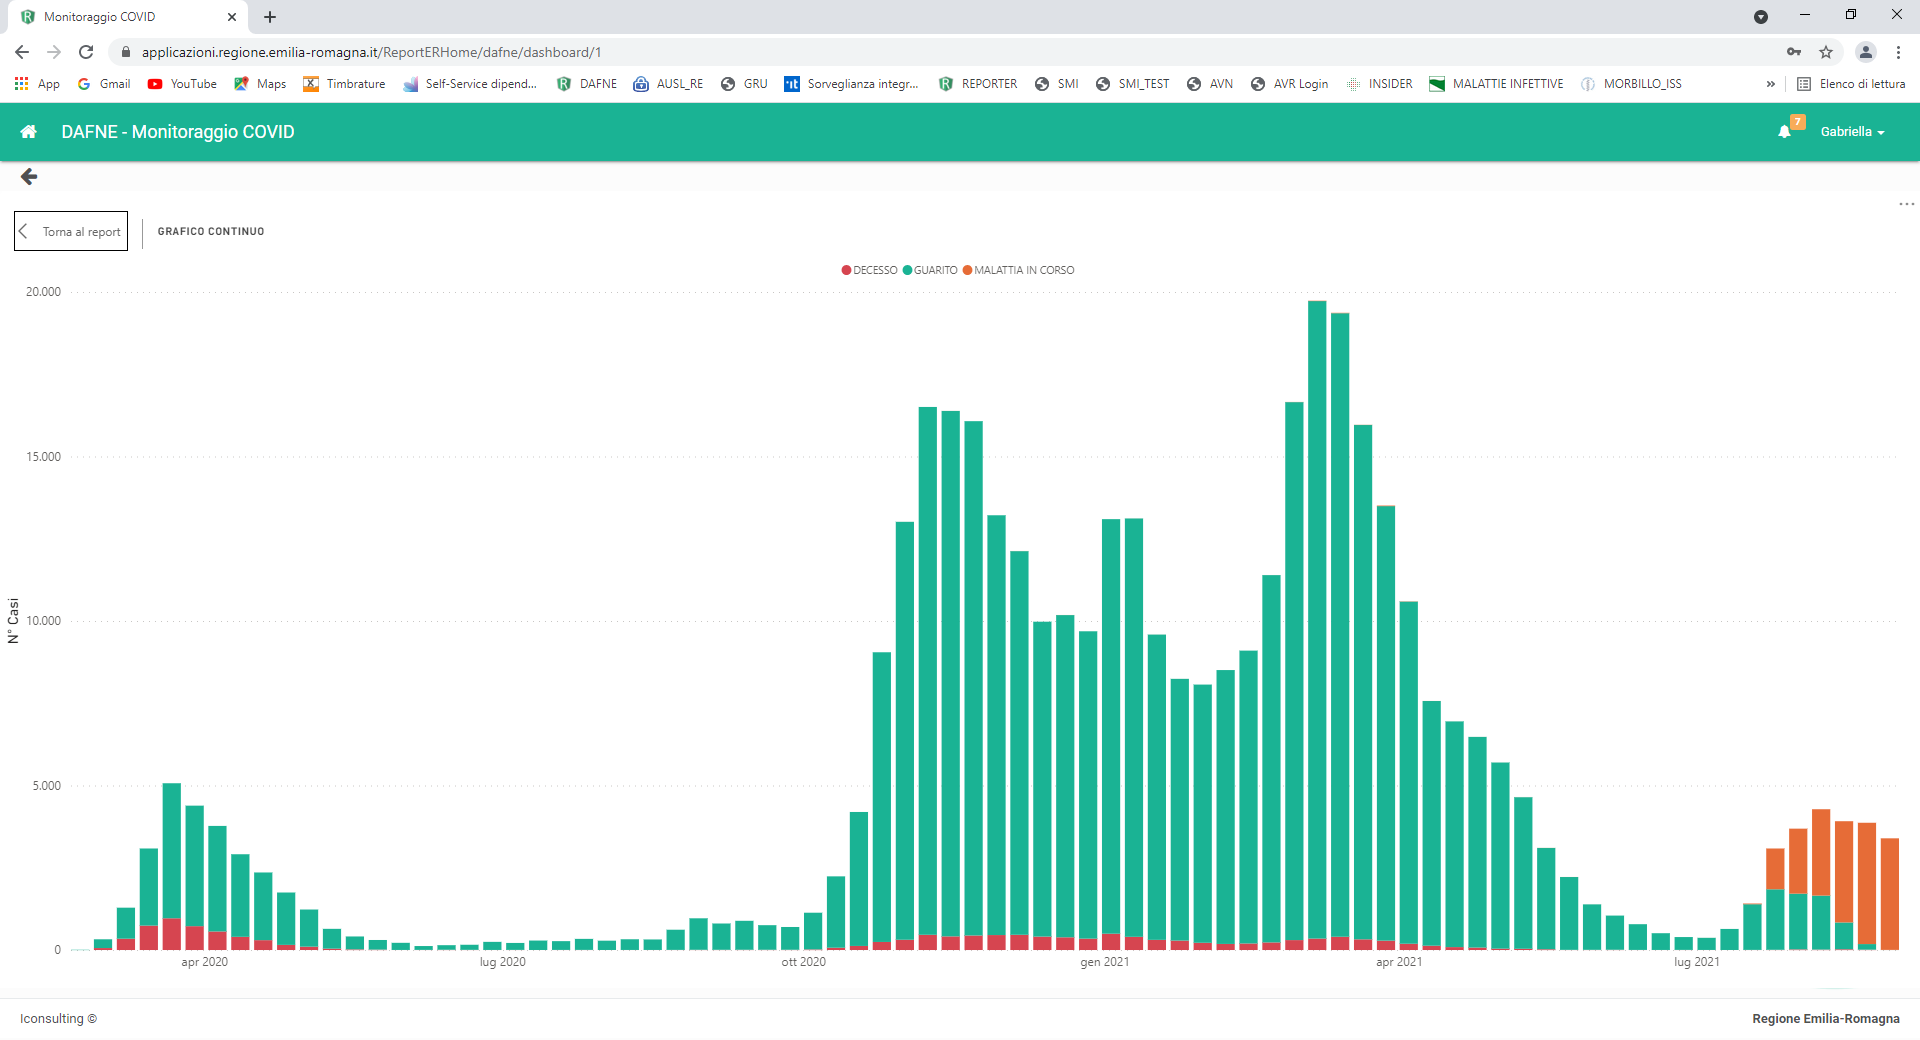 Monitoraggio COVID
applicazioni.regione.emilia-romagna.it/ReportERHome/dafne/dashboard/1
App Gmail YouTube Maps Timbrature Self-Service dipend... DAFNE AUSL_RE GRU Sorveglianza integr... REPORTER SMI SMI_TEST AVN AVR Login INSIDER MALATTIE INFETTIVE MORBILLO_ISS » Elenco di lettura
DAFNE - Monitoraggio COVID 7 Gabriella
Torna al report GRAFICO CONTINUO
DECESSO GUARITO MALATTIA IN CORSO
20.000
15.000
10.000
5.000
0
N° Casi
apr 2020 lug 2020 ott 2020 gen 2021 apr 2021 lug 2021
Iconsulting © Regione Emilia-Romagna